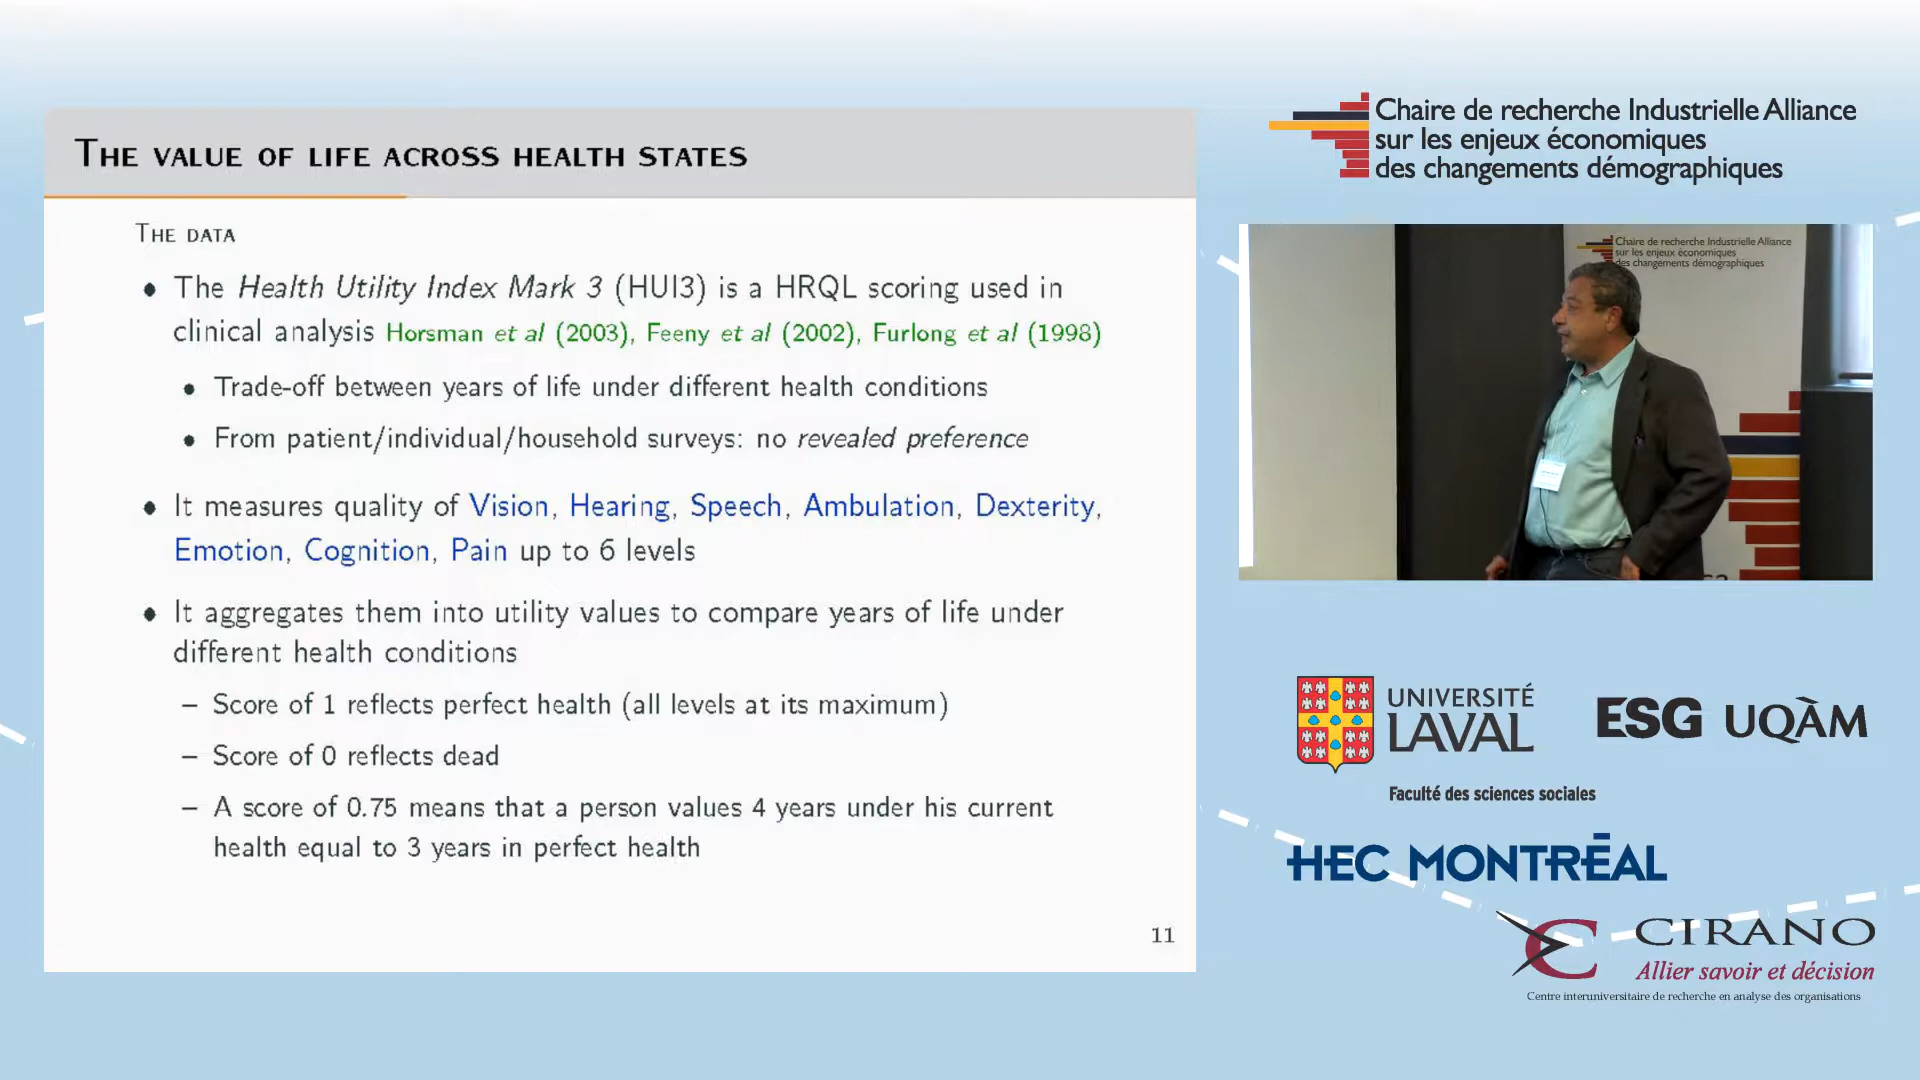 THE VALUE OF LIFE ACROSS HEALTH STATES
THE DATA
• The Health Utility Index Mark 3 (HUI3) is a HRQL scoring used in
clinical analysis Horsman et al (2003), Feeny et al (2002), Furlong et al (1998)
• Trade-off between years of life under different health conditions
• From patient/individual/household surveys: no revealed preference
• It measures quality of Vision, Hearing, Speech, Ambulation, Dexterity,
Emotion, Cognition, Pain up to 6 levels
• It aggregates them into utility values to compare years of life under
different health conditions
– Score of 1 reflects perfect health (all levels at its maximum)
– Score of 0 reflects dead
– A score of 0.75 means that a person values 4 years under his current
health equal to 3 years in perfect health
11
Chaire de recherche Industrielle Alliance
sur les enjeux économiques
des changements démographiques
Chaire de recherche Industrielle Alliance
sur les enjeux économiques
des changements démographiques
UNIVERSITÉ
LAVAL
Faculté des sciences sociales
ESG UQÀM
HEC MONTRÉAL
CIRANO
Allier savoir et décision
Centre interuniversitaire de recherche en analyse des organisations